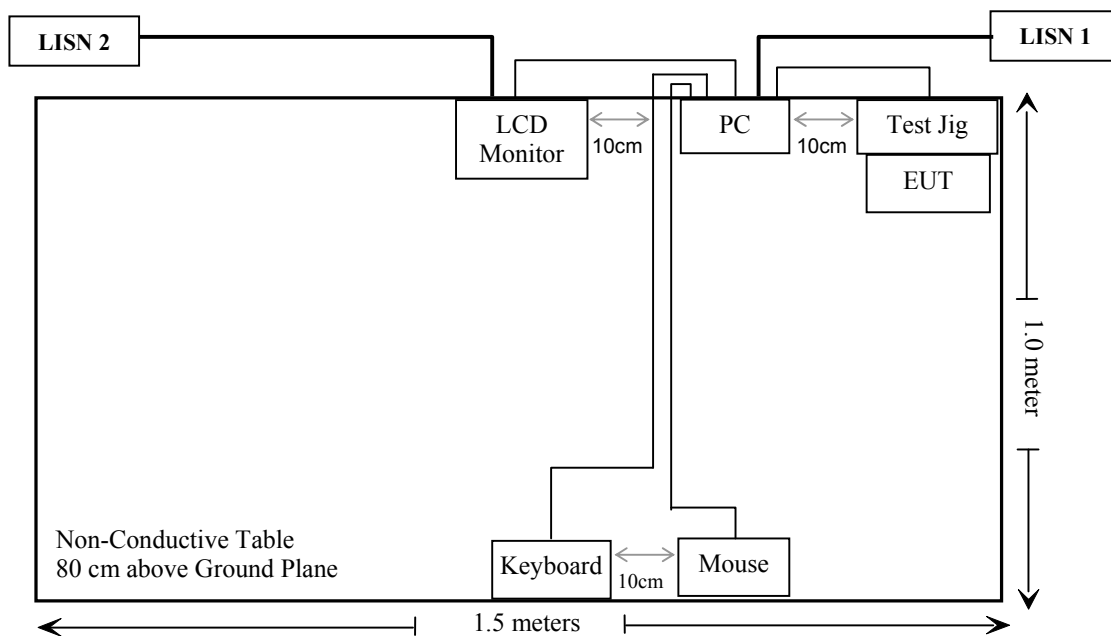 LISN 2
LISN 1
LCD
Monitor
10cm
PC
10cm
Test Jig
EUT
1.0 meter
Non-Conductive Table
80 cm above Ground Plane
Keyboard
10cm
Mouse
1.5 meters